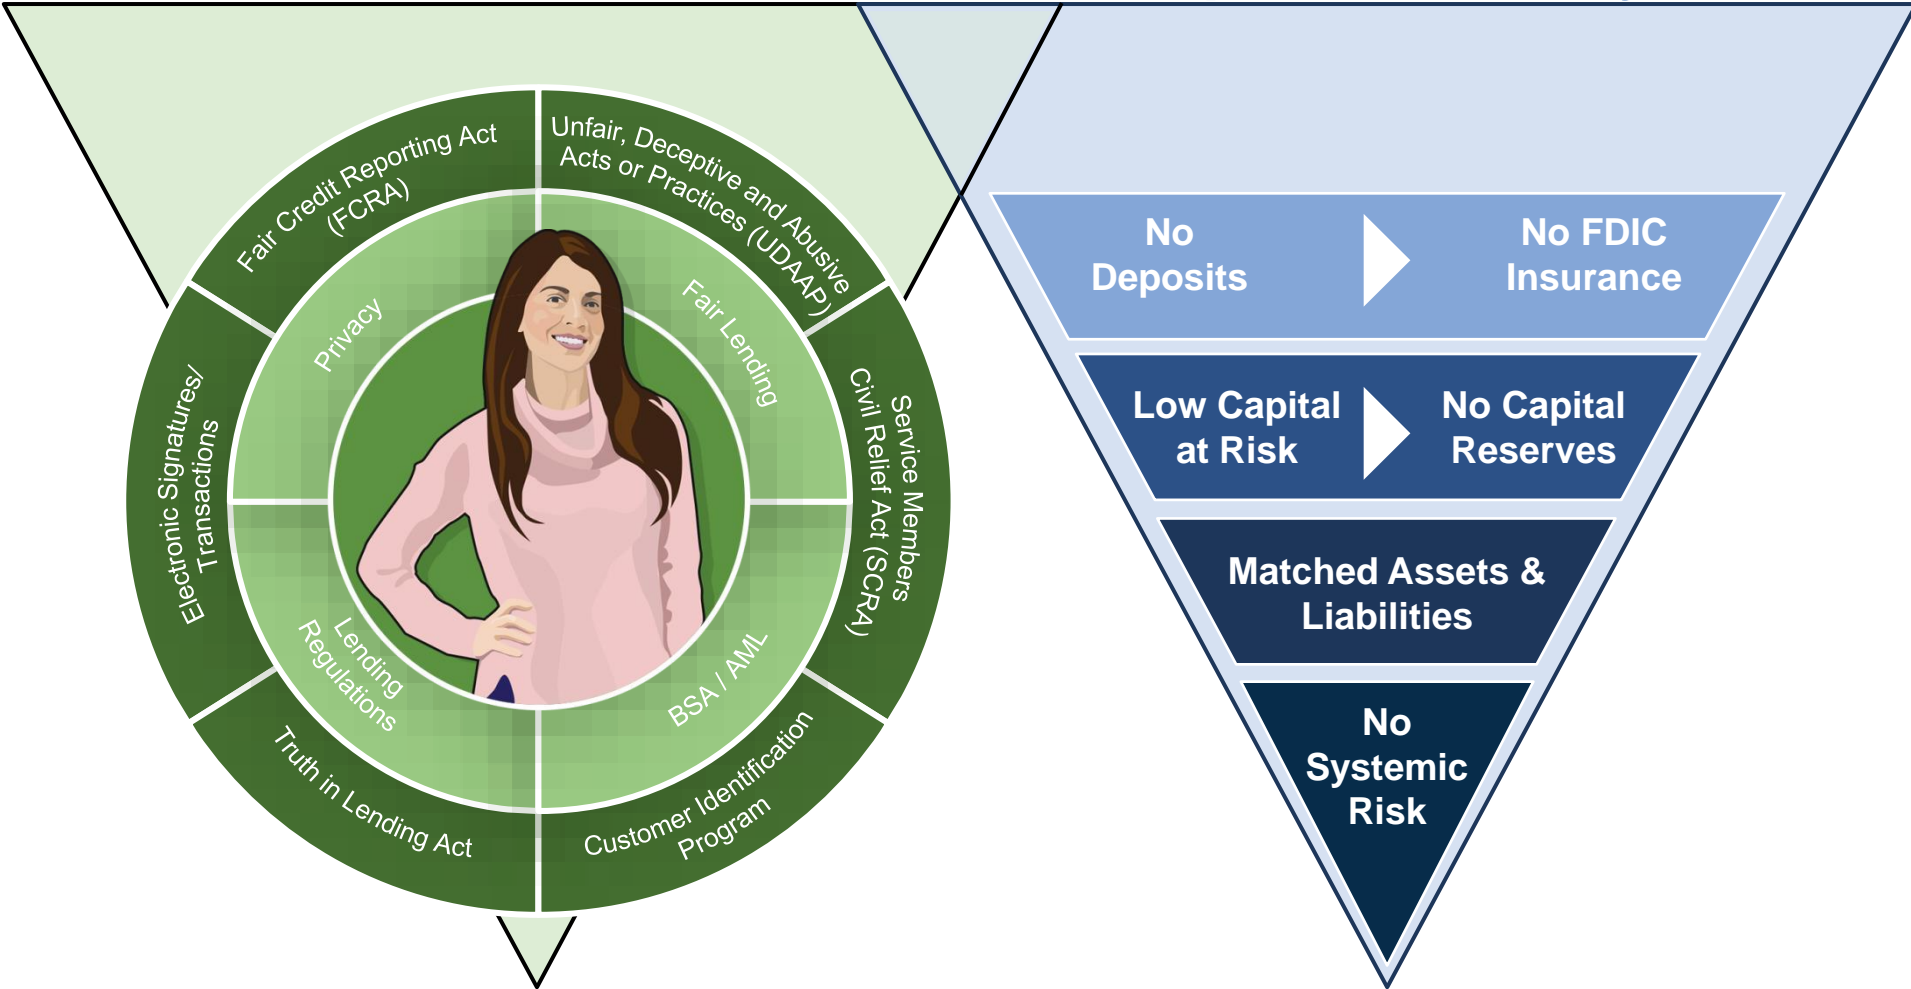 Fair Credit Reporting Act
(FCRA)
Unfair, Deceptive and Abusive
Acts or Practices (UDAAP)
Service Members
Civil Relief Act (SCRA)
Customer Identification
Program
Truth in Lending Act
Electronic Signatures/
Transactions
Privacy
Fair Lending
BSA / AML
Lending
Regulations
No
Deposits
No FDIC
Insurance
Low Capital
at Risk
No Capital
Reserves
Matched Assets &
Liabilities
No
Systemic
Risk